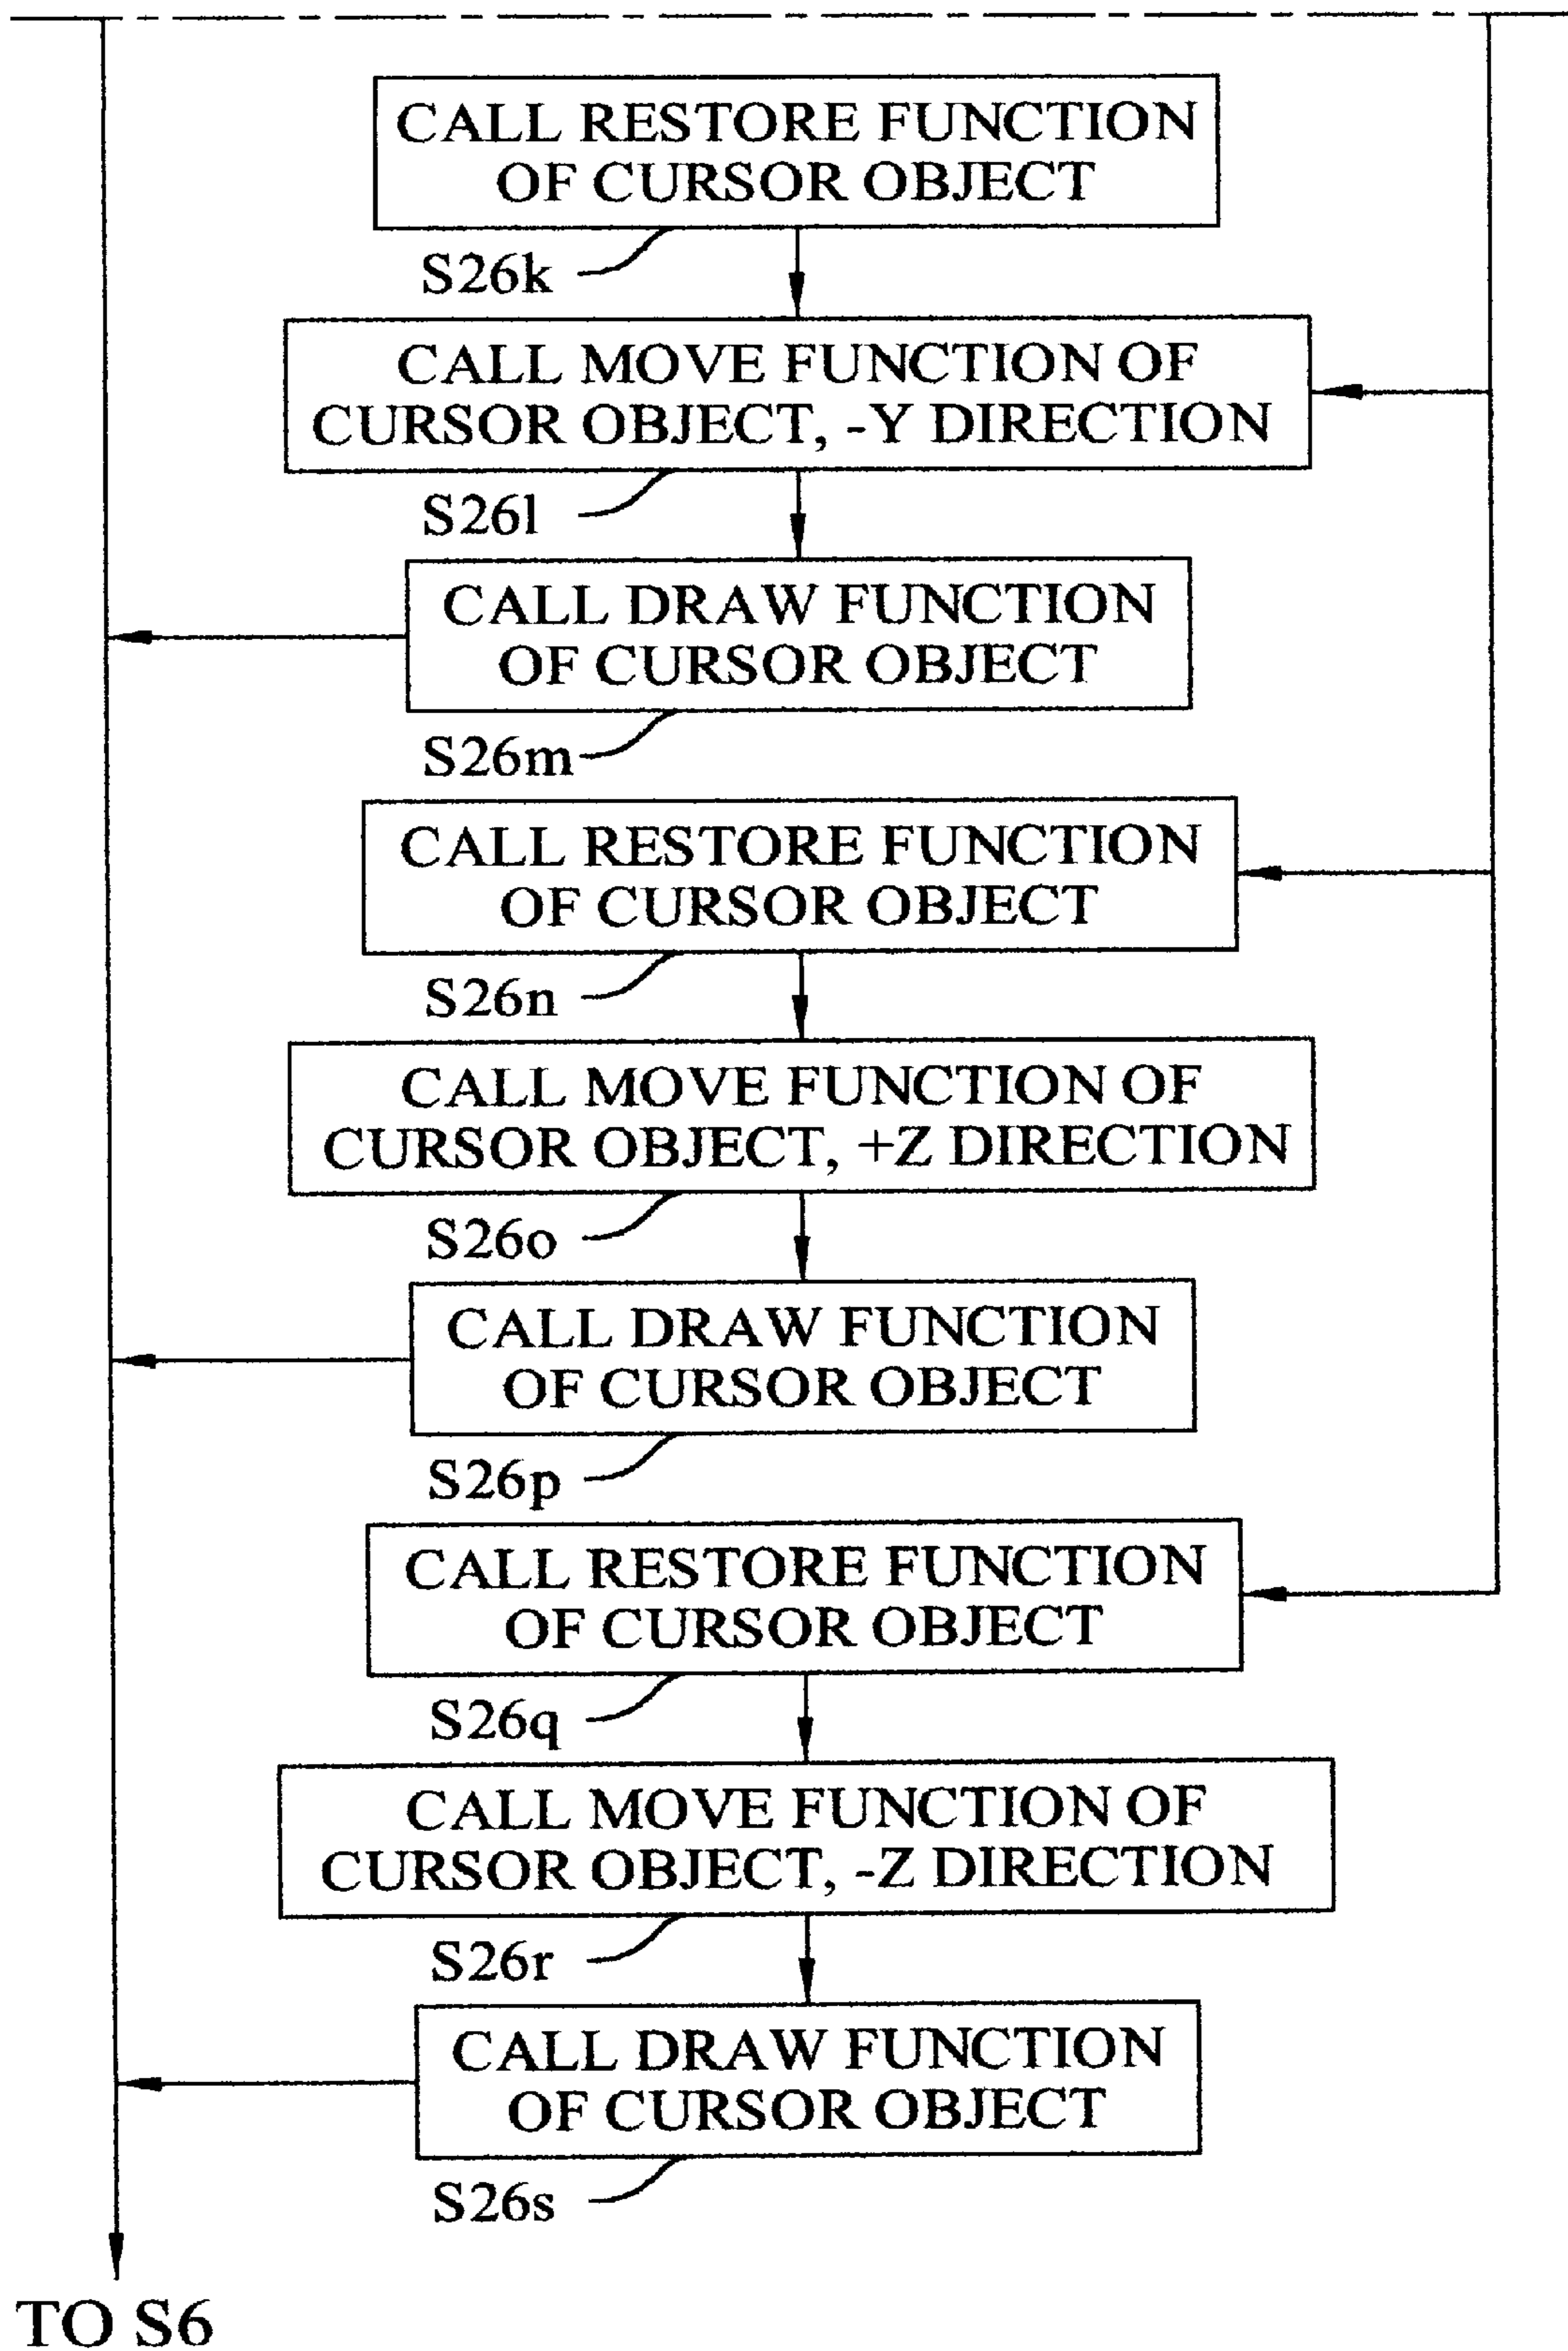 CALL RESTORE FUNCTION
OF CURSOR OBJECT
S26k
CALL MOVE FUNCTION OF
CURSOR OBJECT, -Y DIRECTION
S26l
CALL DRAW FUNCTION
OF CURSOR OBJECT
S26m
CALL RESTORE FUNCTION
OF CURSOR OBJECT
S26n
CALL MOVE FUNCTION OF
CURSOR OBJECT, +Z DIRECTION
S26o
CALL DRAW FUNCTION
OF CURSOR OBJECT
S26p
CALL RESTORE FUNCTION
OF CURSOR OBJECT
S26q
CALL MOVE FUNCTION OF
CURSOR OBJECT, -Z DIRECTION
S26r
CALL DRAW FUNCTION
OF CURSOR OBJECT
S26s
TO S6